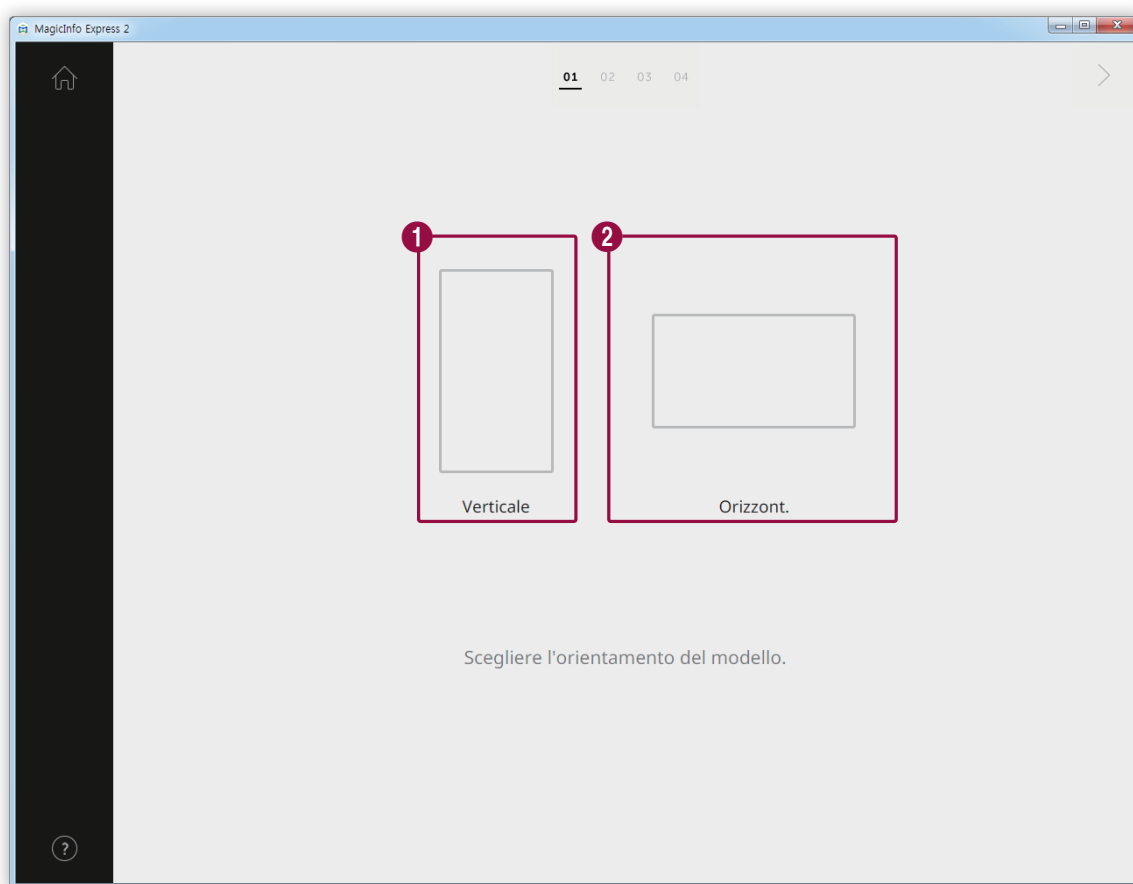 MagicInfo Express 2
01 02 03 04
1 2
Verticale Orizzont.
Scegliere l'orientamento del modello.
?